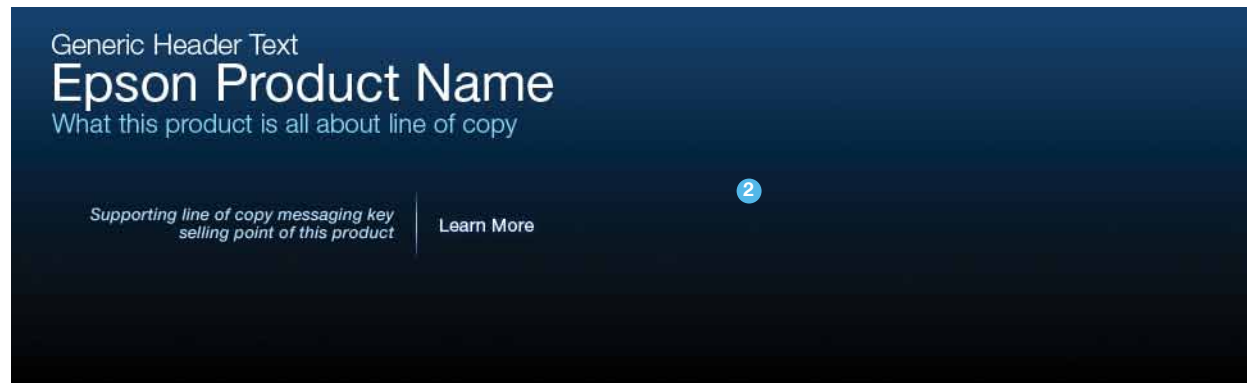 Generic Header Text
Epson Product Name
What this product is all about line of copy
2
Supporting line of copy messaging key
selling point of this product
Learn More